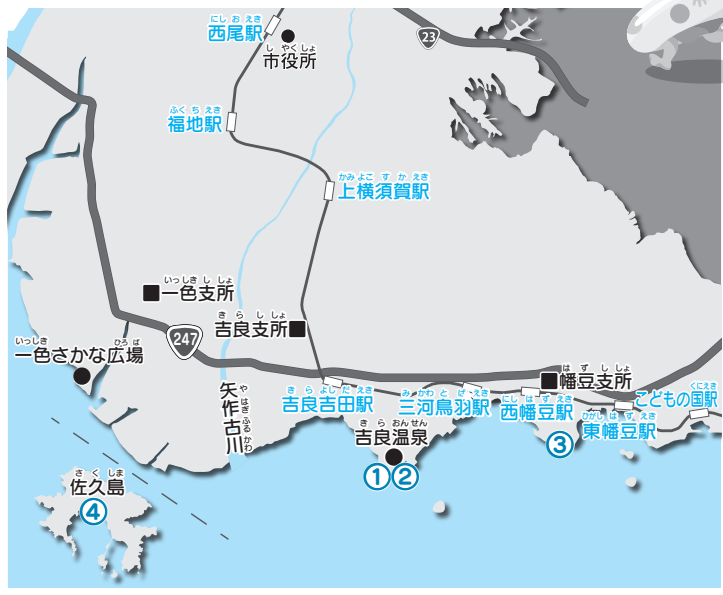 にしおえき
西尾駅
しやくしょ
市役所
23
ふくちえき
福地駅
かみよこすかえき
上横須賀駅
いっしきししょ
一色支所
きらししょ
吉良支所
247
いっしき ひろば
一色さかな広場
矢作古川
やはぎふるかわ
きらよしだえき
吉良吉田駅
みかわとばえき
三河鳥羽駅
にしはずえき
西幡豆駅
はずししょ
幡豆支所
ひがしはずえき
東幡豆駅
くにえき
こどもの国駅
きらおんせん
吉良温泉
①②
③
さくしま
佐久島
④